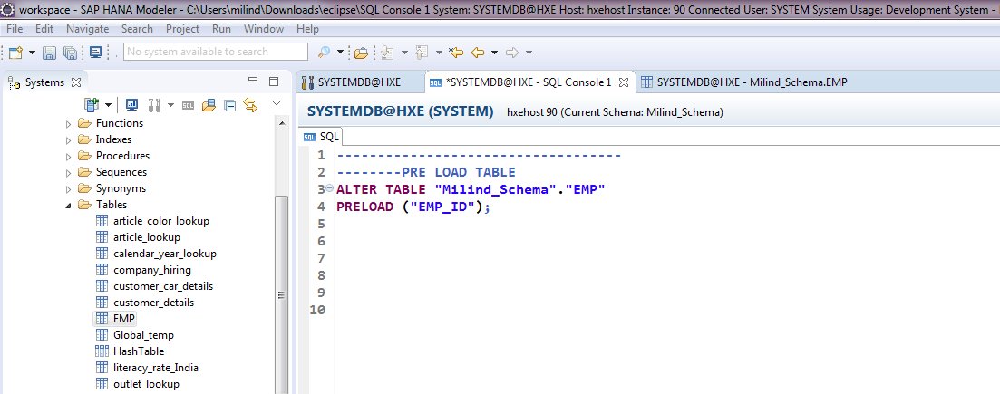 workspace - SAP HANA Modeler - C:\Users\milind\Downloads\eclipse\SQL Console 1 System: SYSTEMDB@HXE Host: hxehost Instance: 90 Connected User: SYSTEM System Usage: Development System -
File Edit Navigate Search Project Run Window Help
No system available to search
Systems
SYSTEMDB@HXE
*SYSTEMDB@HXE - SQL Console 1
SYSTEMDB@HXE - Milind_Schema.EMP
SQL
Functions
Indexes
Procedures
Sequences
Synonyms
Tables
article_color_lookup
article_lookup
calendar_year_lookup
company_hiring
customer_car_details
customer_details
EMP
Global_temp
HashTable
literacy_rate_India
outlet_lookup
SYSTEMDB@HXE (SYSTEM) hxehost 90 (Current Schema: Milind_Schema)
SQL SQL
1 -----------------------------------
2 --------PRE LOAD TABLE
3 ALTER TABLE "Milind_Schema"."EMP"
4 PRELOAD ("EMP_ID");
5
6
7
8
9
10